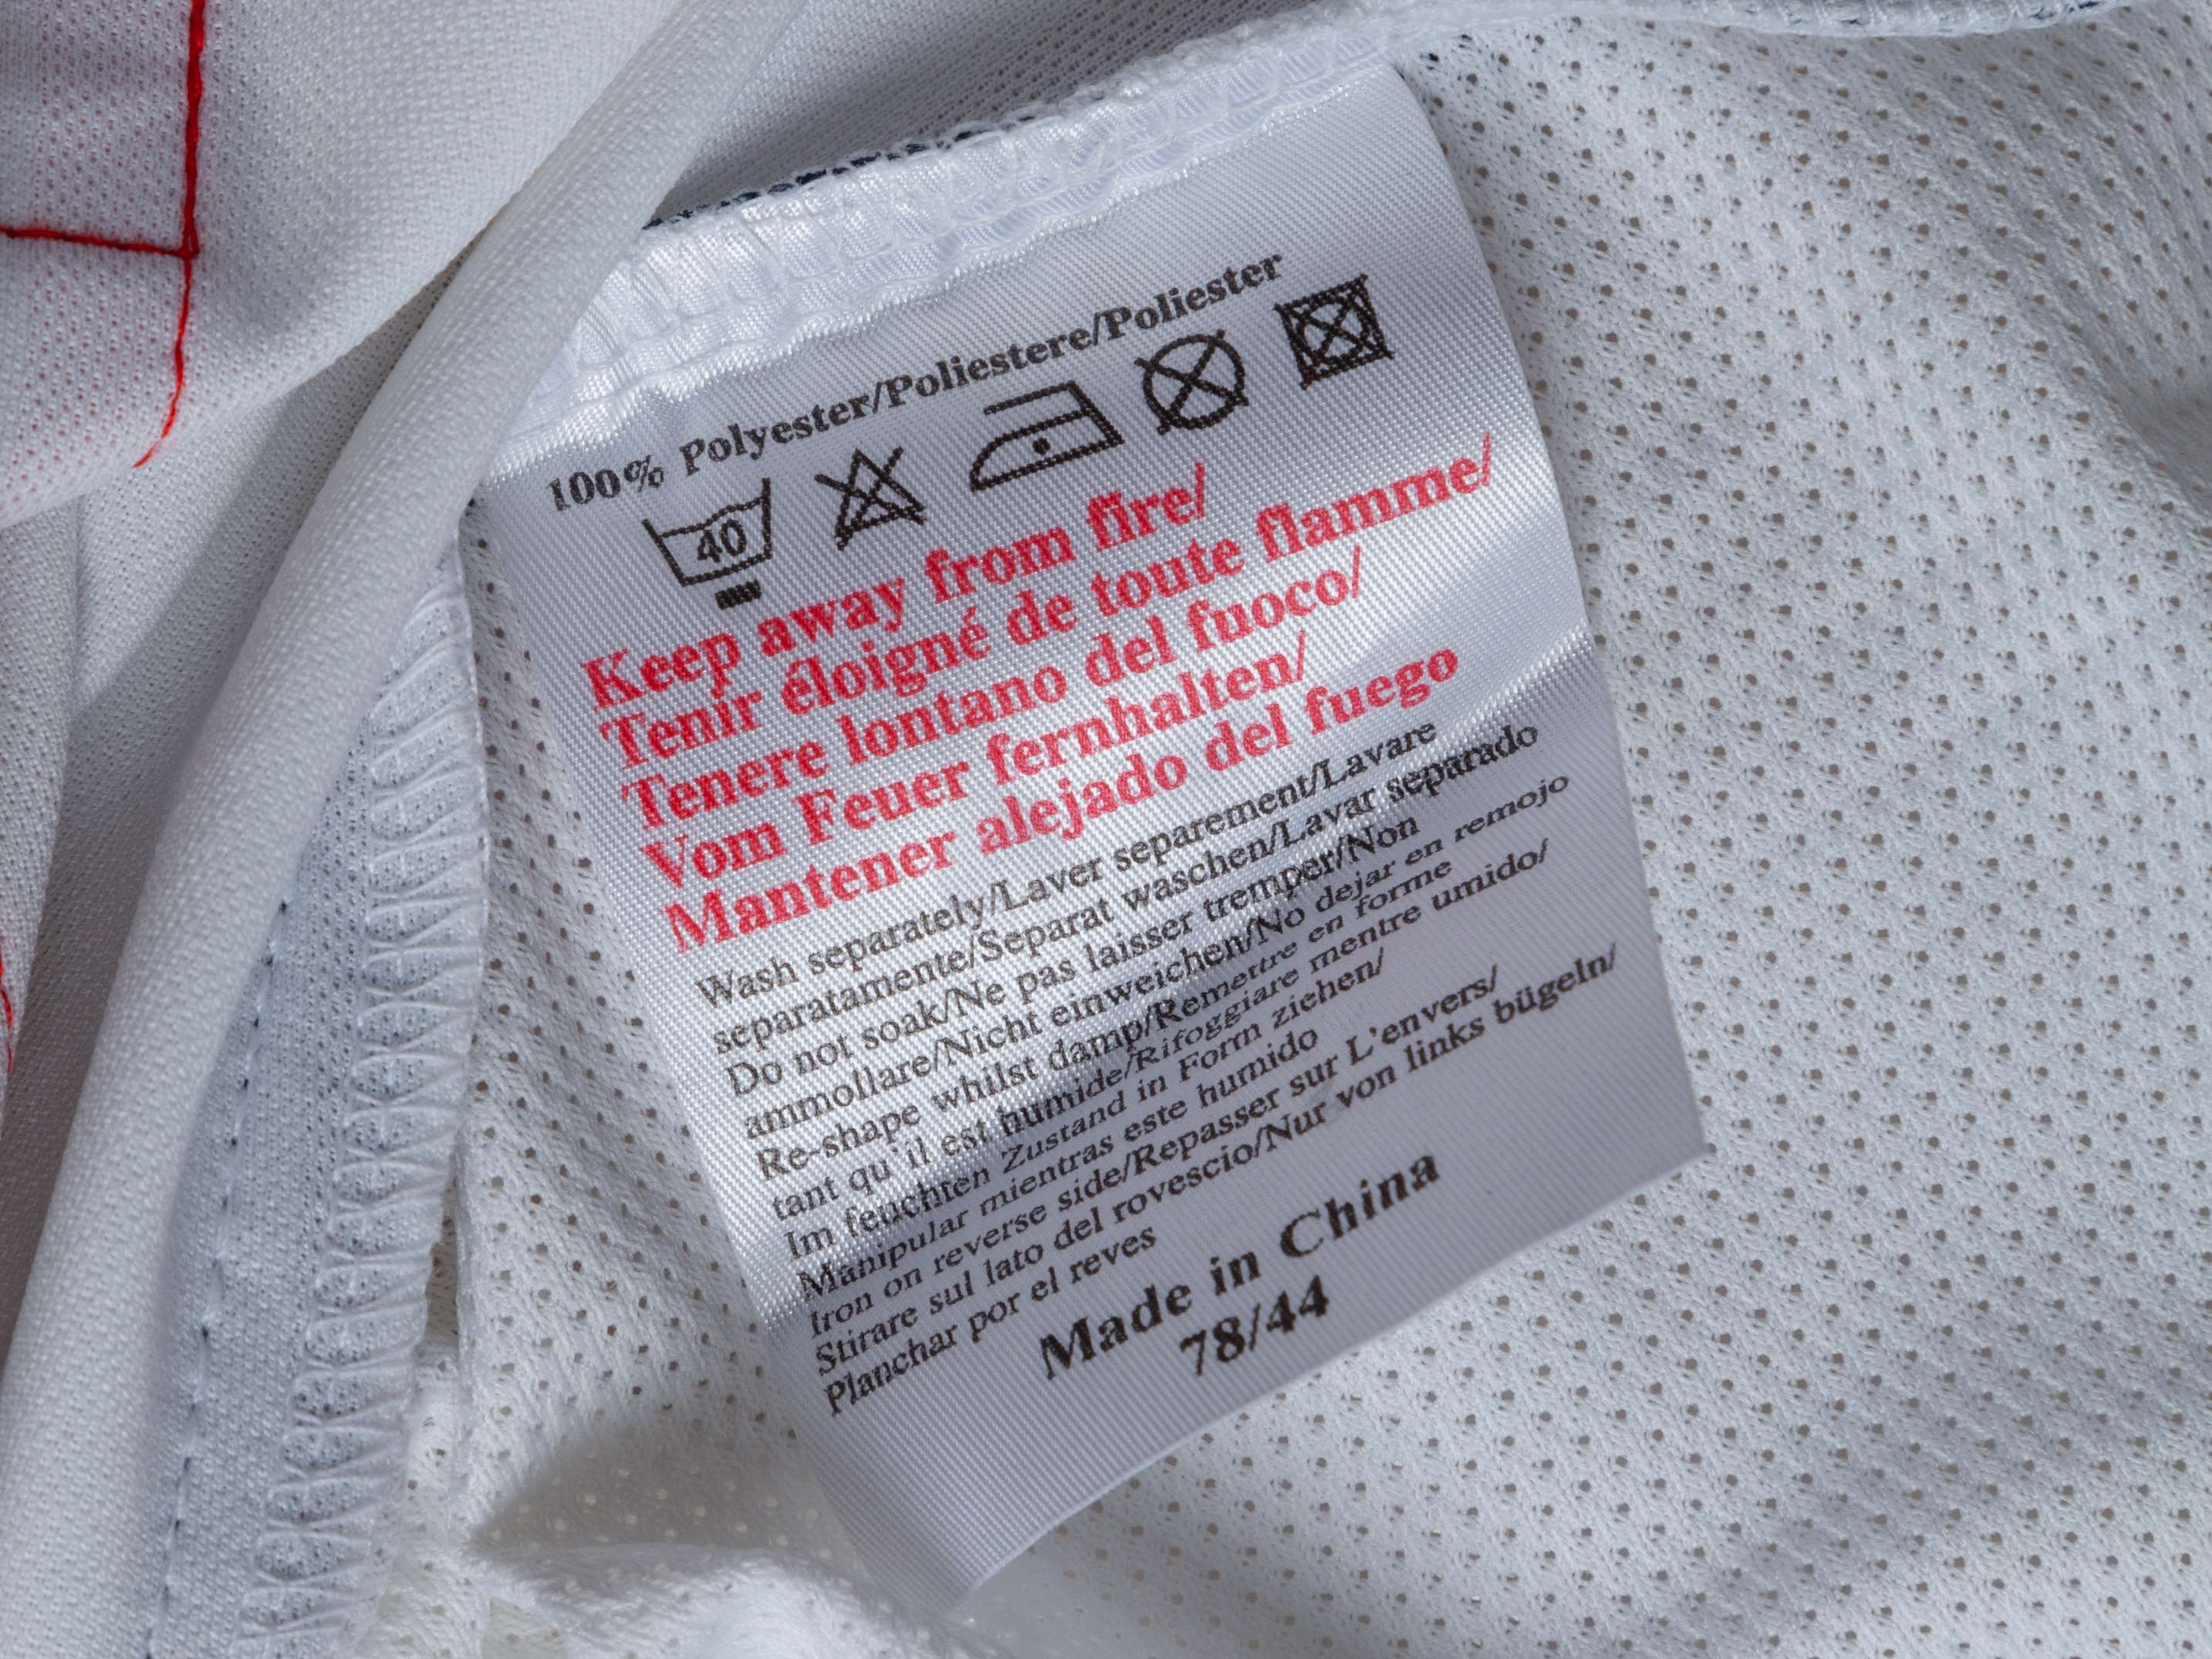 100% Polyester/Poliestere/Poliester
40
Keep away from fire/
Tenir éloigné de toute flamme/
Tenere lontano del fuoco/
Vom Feuer fernhalten/
Mantener alejado del fuego
Wash separately/Laver separement/Lavare
separatamente/Separat waschen/Lavar separado
Do not soak/Ne pas laisser tremper/Non
ammollare/Nicht einweichen/No dejar en remojo
Re-shape whilst damp/Remettre en forme
tant qu'il est humide/Rifoggiare mentre umido/
Im feuchten Zustand in Form ziehen/
Manipular mientras este humido
Iron on reverse side/Repasser sur L'envers/
Stirare sul lato del rovescio/Nur von links bügeln/
Planchar por el reves
Made in China
78/44